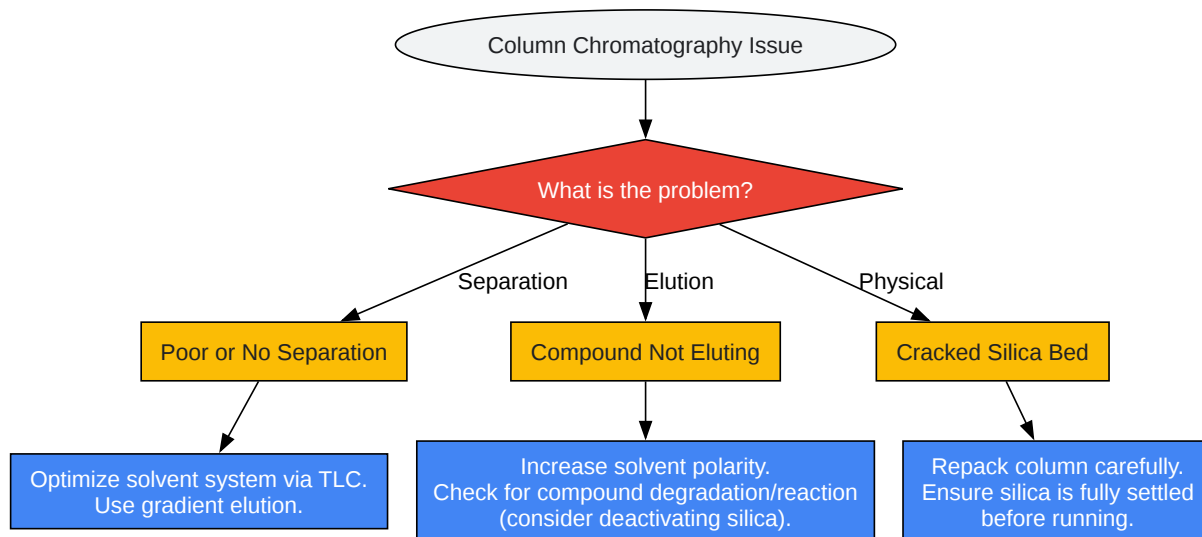 Column Chromatography Issue
What is the problem?
Separation
Elution
Physical
Poor or No Separation
Compound Not Eluting
Cracked Silica Bed
Optimize solvent system via TLC.
Use gradient elution.
Increase solvent polarity.
Check for compound degradation/reaction
(consider deactivating silica).
Repack column carefully.
Ensure silica is fully settled
before running.